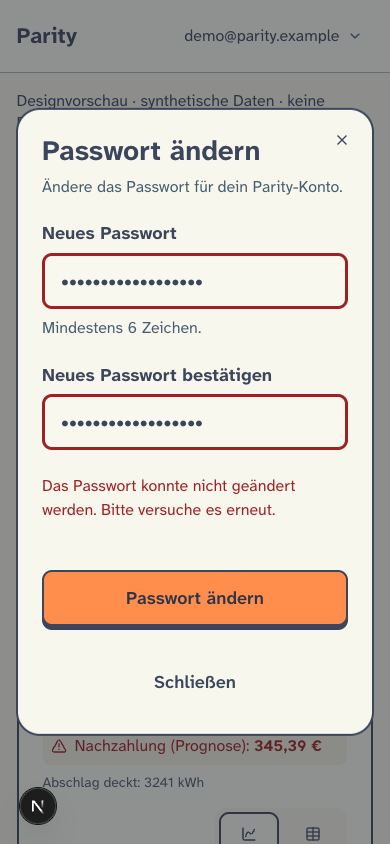 Parity
demo@parity.example
Designvorschau · synthetische Daten · keine
Passwort ändern
Ändere das Passwort für dein Parity-Konto.
Neues Passwort
••••••••••••••••••
Mindestens 6 Zeichen.
Neues Passwort bestätigen
••••••••••••••••••
Das Passwort konnte nicht geändert
werden. Bitte versuche es erneut.
Passwort ändern
Schließen
Nachzahlung (Prognose): 345,39 €
Abschlag deckt: 3241 kWh
N